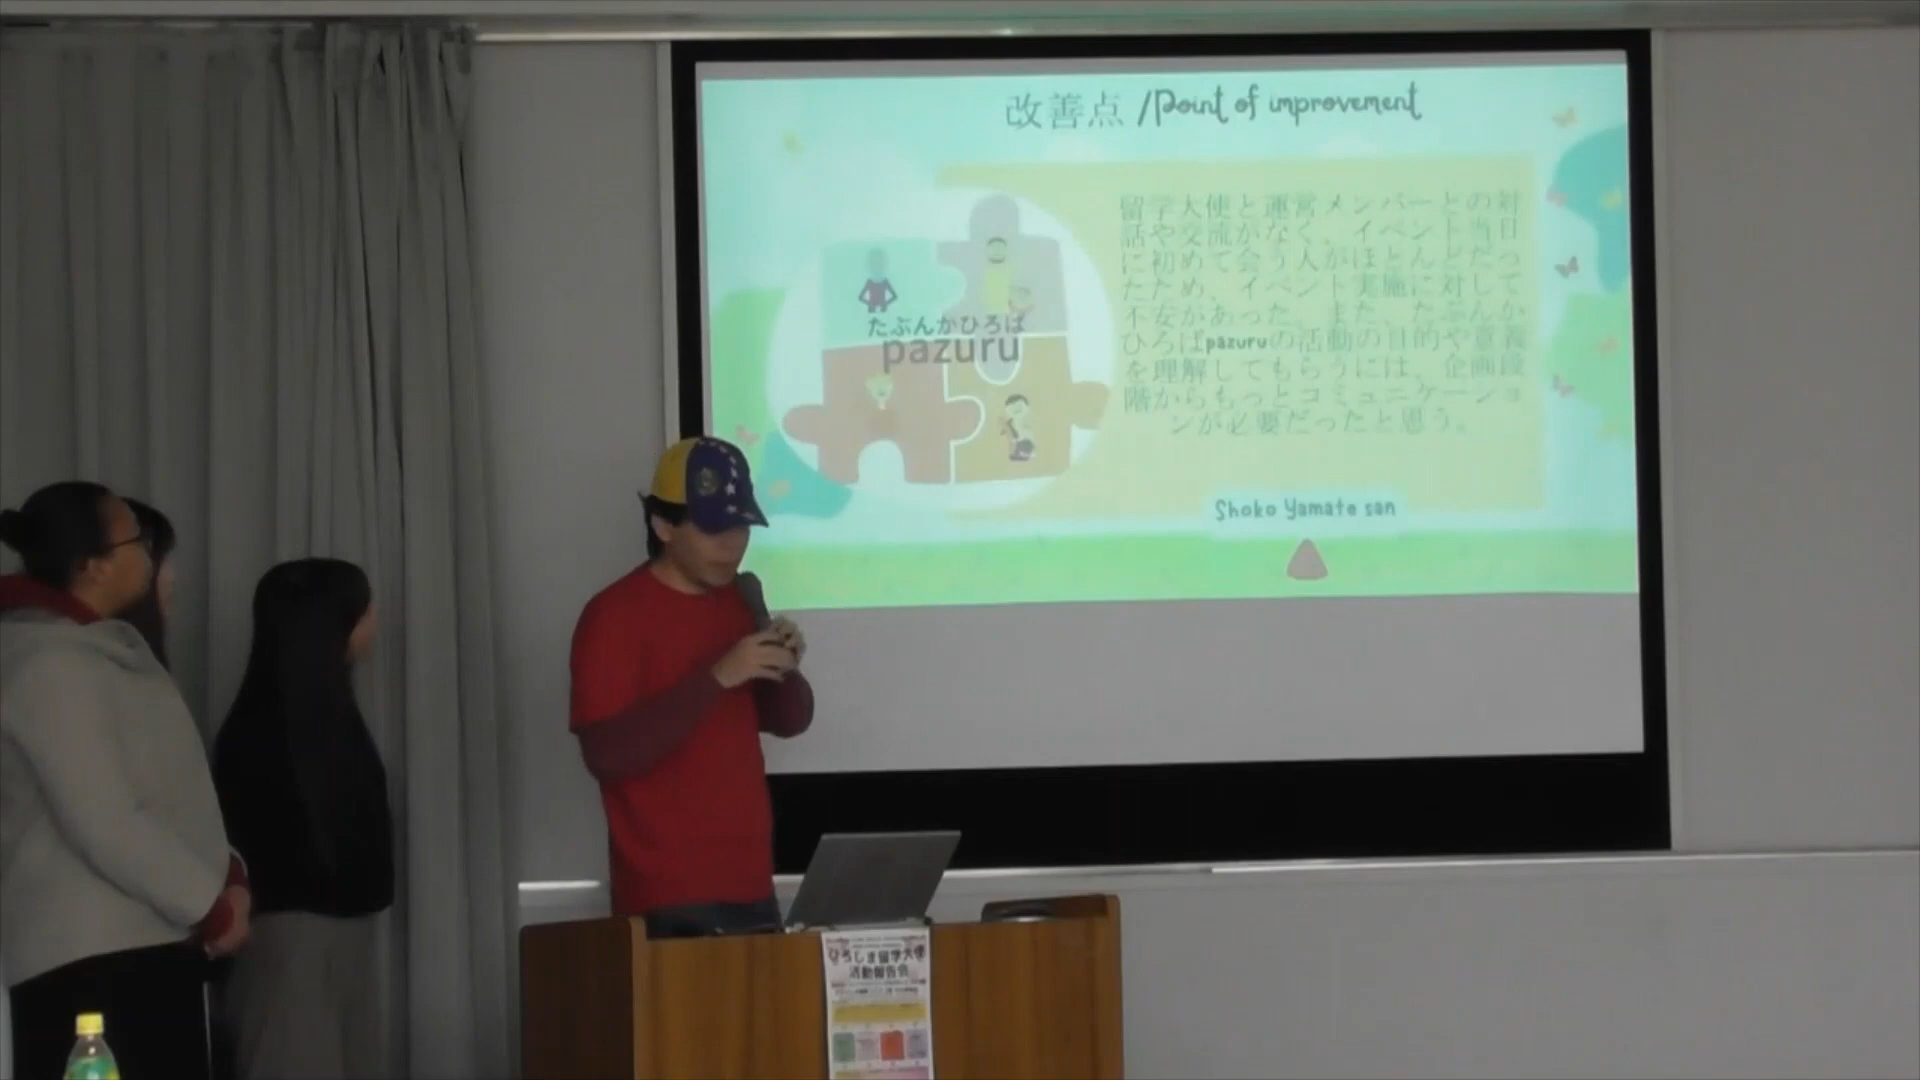 改善点 /Point of improvement
留学大使と運営メンバーとの対
話や交流がなく、イベント当日
に初めて会う人がほとんどだっ
たため、イベント実施に対して
不安があった。また、たぶんか
ひろばpazuruの活動の目的や意義
を理解してもらうには、企画段
階からもっとコミュニケーショ
ンが必要だったと思う。
たぶんかひろば
pazuru
Shoko Yamate san
ひろしま留学大使
活動報告会